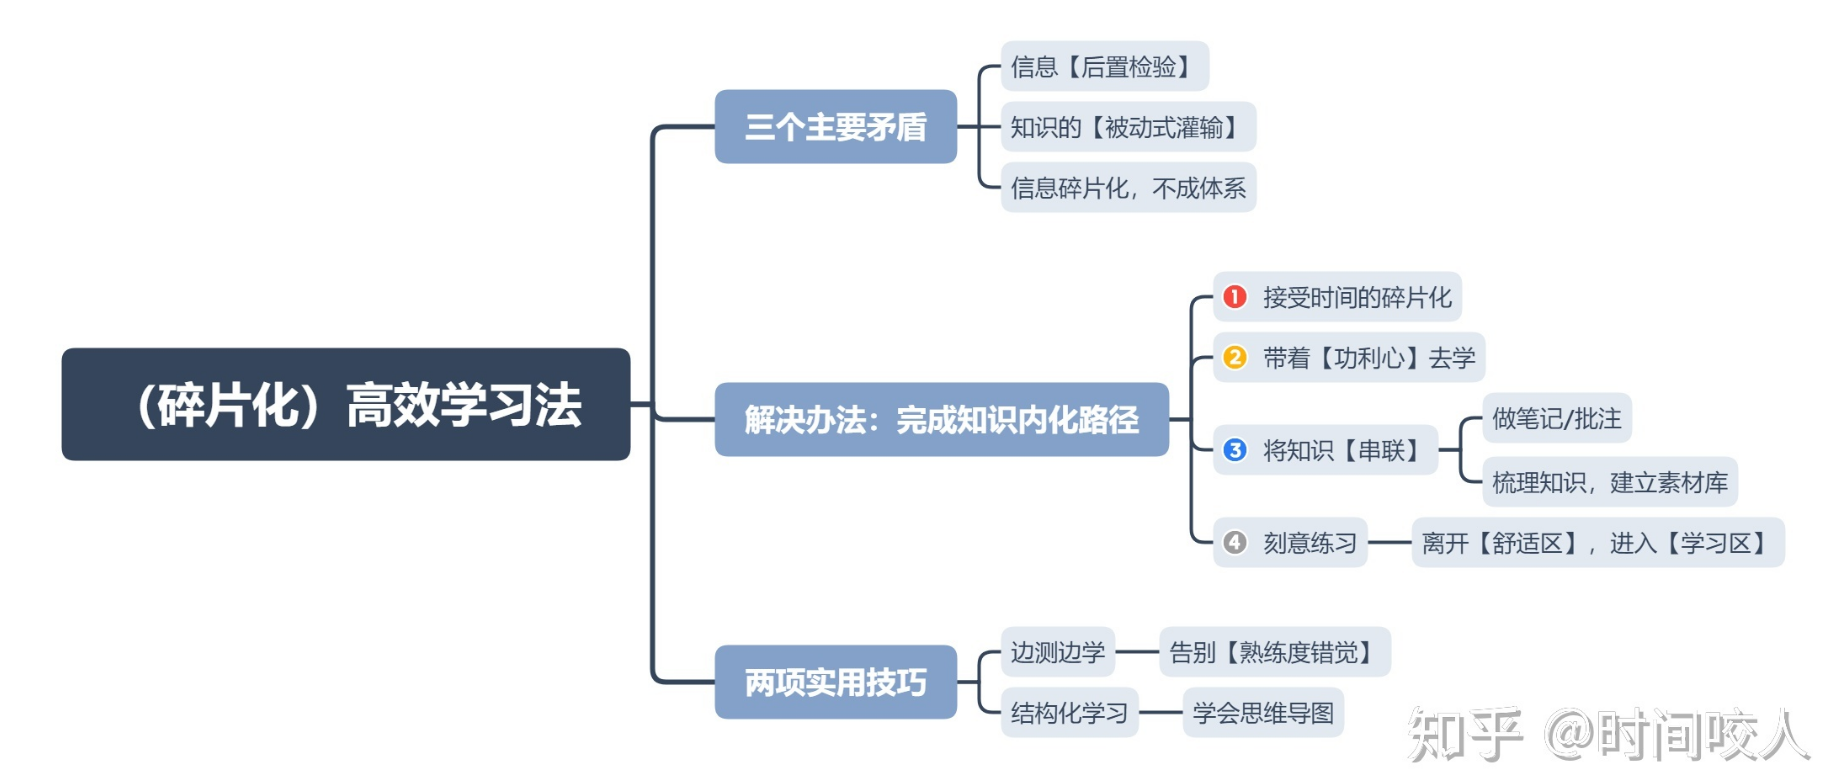 （碎片化）高效学习法
三个主要矛盾
信息【后置检验】
知识的【被动式灌输】
信息碎片化，不成体系
解决办法：完成知识内化路径
1 接受时间的碎片化
2 带着【功利心】去学
3 将知识【串联】
做笔记/批注
梳理知识，建立素材库
4 刻意练习
离开【舒适区】，进入【学习区】
两项实用技巧
边测边学
告别【熟练度错觉】
结构化学习
学会思维导图
知乎 @时间咬人